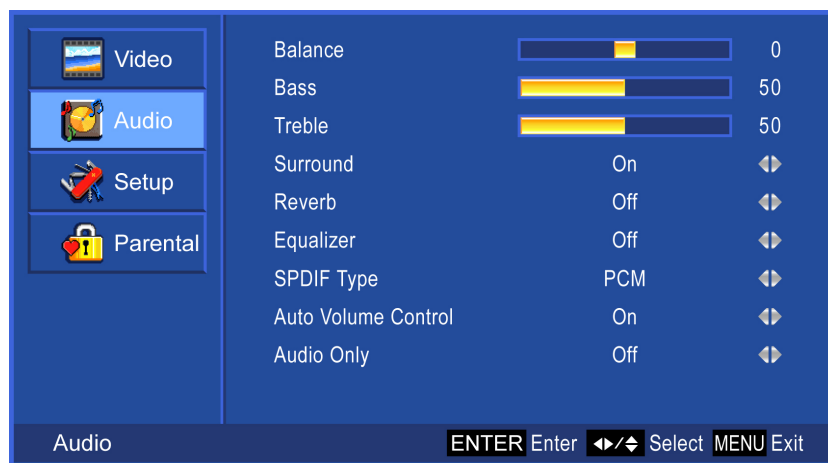 Video
Audio
Setup
Parental
Balance 0
Bass 50
Treble 50
Surround On
Reverb Off
Equalizer Off
SPDIF Type PCM
Auto Volume Control On
Audio Only Off
Audio ENTER Enter ◀▶/▲▼ Select MENU Exit